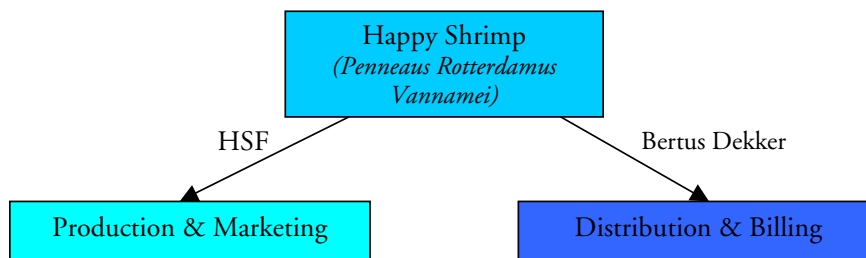 Happy Shrimp
(Penneaus Rotterdamus
Vannamei)
HSF
Bertus Dekker
Production & Marketing
Distribution & Billing